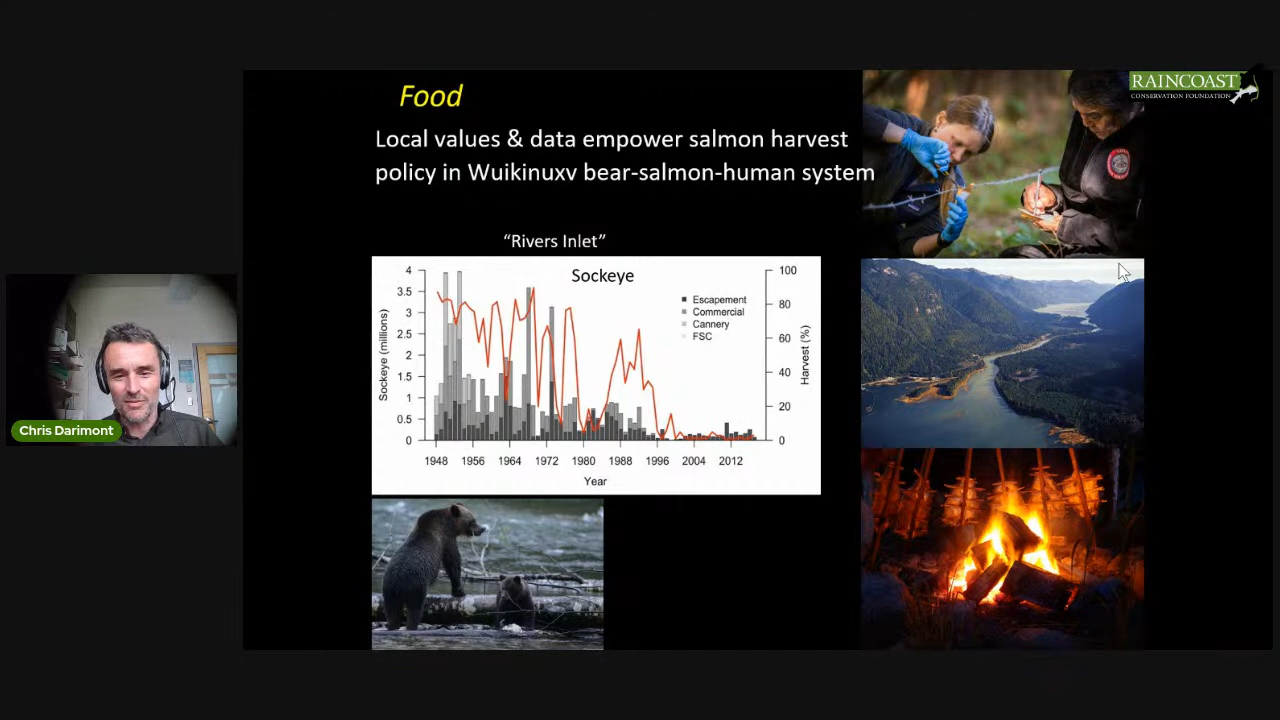 RAINCOAST
CONSERVATION FOUNDATION
Food
Local values & data empower salmon harvest
policy in Wuikinuxv bear-salmon-human system
“Rivers Inlet”
Sockeye
Escapement
Commercial
Cannery
FSC
Sockeye (millions)
4
3.5
3
2.5
2
1.5
1
0.5
0
Harvest (%)
100
80
60
40
20
0
1948 1956 1964 1972 1980 1988 1996 2004 2012
Year
Chris Darimont